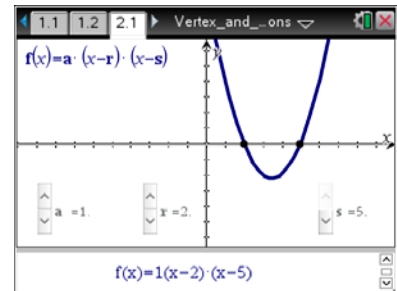 1.1 1.2 2.1 Vertex_and_...ons
f(x)=a·(x-r)·(x-s)
y
x
a =1. r =2. s =5.
f(x)=1(x-2)·(x-5)